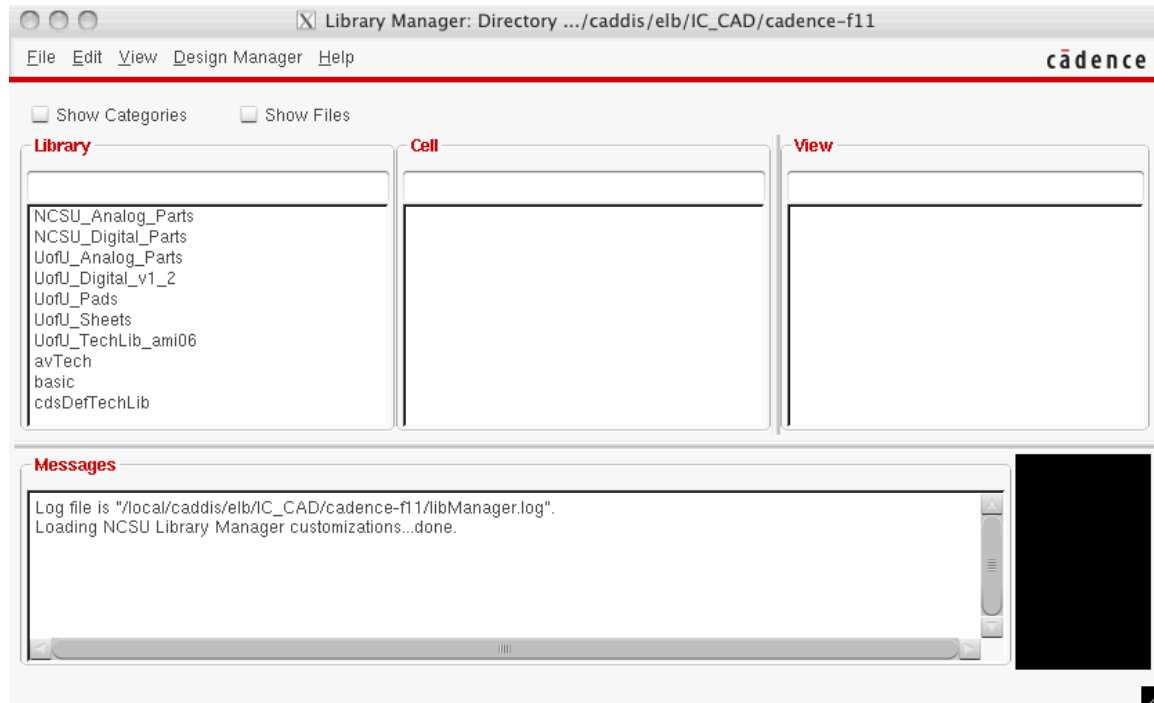 Library Manager: Directory .../caddis/elb/IC_CAD/cadence-f11
File Edit View Design Manager Help
cādence
Show Categories Show Files
Library Cell View
NCSU_Analog_Parts
NCSU_Digital_Parts
UofU_Analog_Parts
UofU_Digital_v1_2
UofU_Pads
UofU_Sheets
UofU_TechLib_ami06
avTech
basic
cdsDefTechLib
Messages
Log file is "/local/caddis/elb/IC_CAD/cadence-f11/libManager.log".
Loading NCSU Library Manager customizations...done.